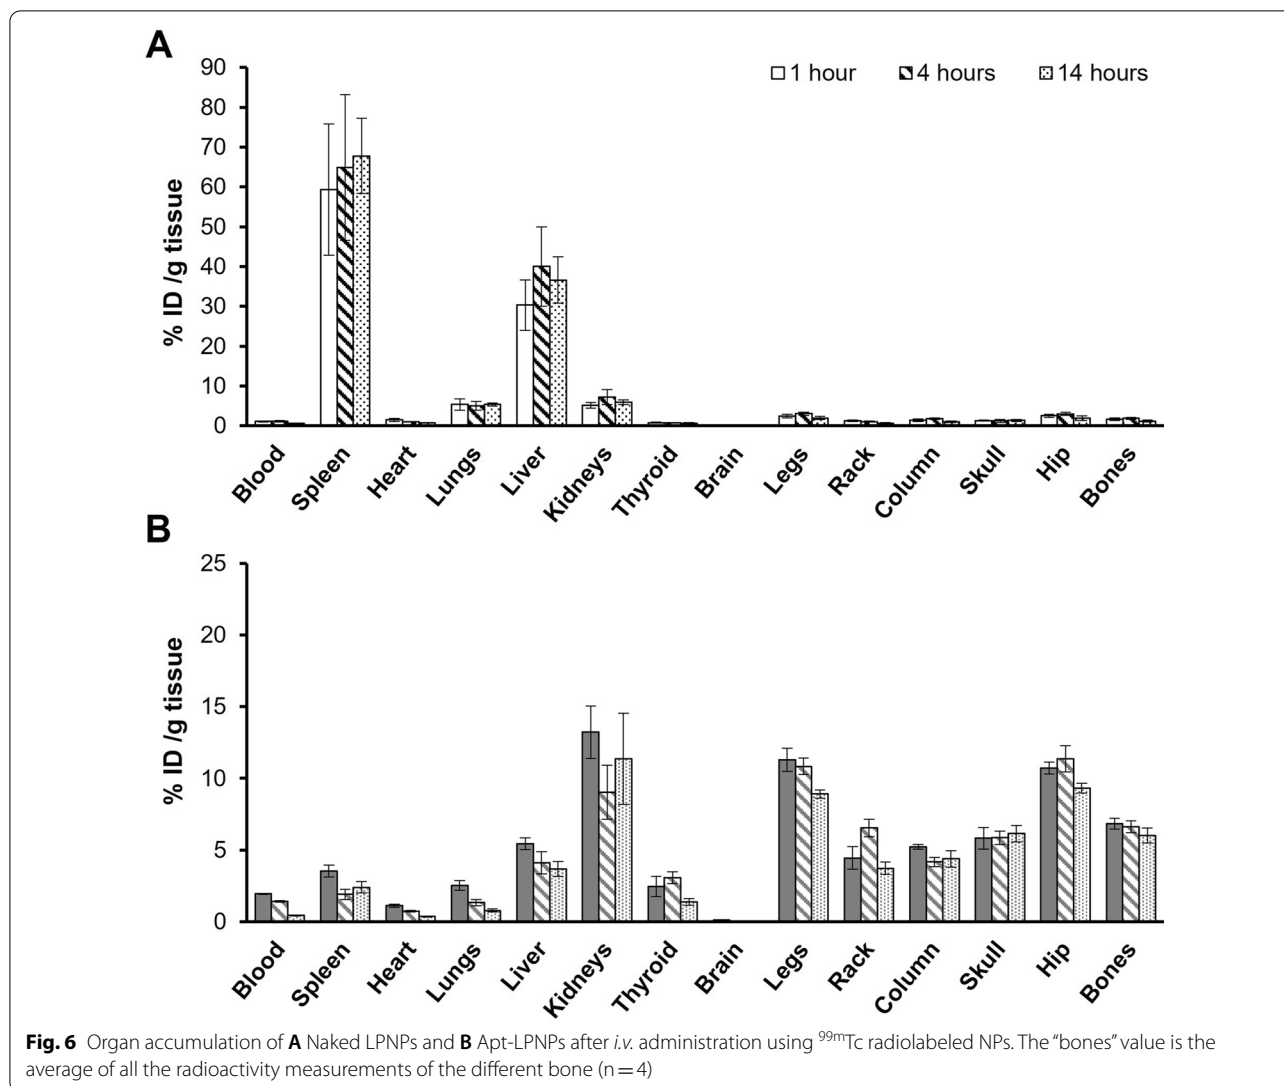 A
90
80
70
60
50
40
30
20
10
0
% ID /g tissue
1 hour 4 hours 14 hours
Blood Spleen Heart Lungs Liver Kidneys Thyroid Brain Legs Rack Column Skull Hip Bones
B
25
20
15
10
5
0
% ID /g tissue
Blood Spleen Heart Lungs Liver Kidneys Thyroid Brain Legs Rack Column Skull Hip Bones
Fig. 6 Organ accumulation of A Naked LPNPs and B Apt-LPNPs after i.v. administration using 99mTc radiolabeled NPs. The “bones” value is the
average of all the radioactivity measurements of the different bone (n = 4)